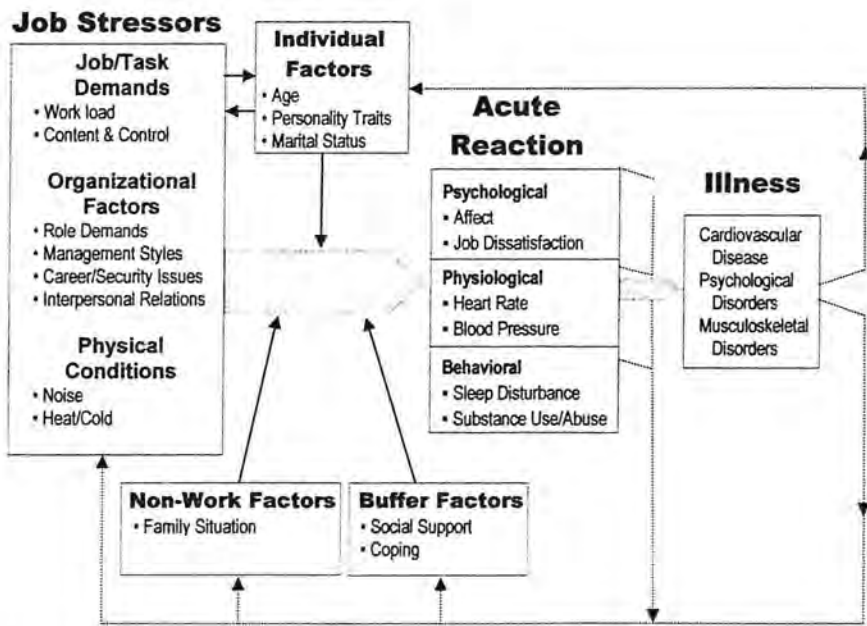 Job Stressors
Job/Task
Demands
• Work load
• Content & Control
Organizational
Factors
• Role Demands
• Management Styles
• Career/Security Issues
• Interpersonal Relations
Physical
Conditions
• Noise
• Heat/Cold
Individual
Factors
• Age
• Personality Traits
• Marital Status
Acute
Reaction
Psychological
• Affect
• Job Dissatisfaction
Physiological
• Heart Rate
• Blood Pressure
Behavioral
• Sleep Disturbance
• Substance Use/Abuse
Illness
Cardiovascular
Disease
Psychological
Disorders
Musculoskeletal
Disorders
Non-Work Factors
• Family Situation
Buffer Factors
• Social Support
• Coping